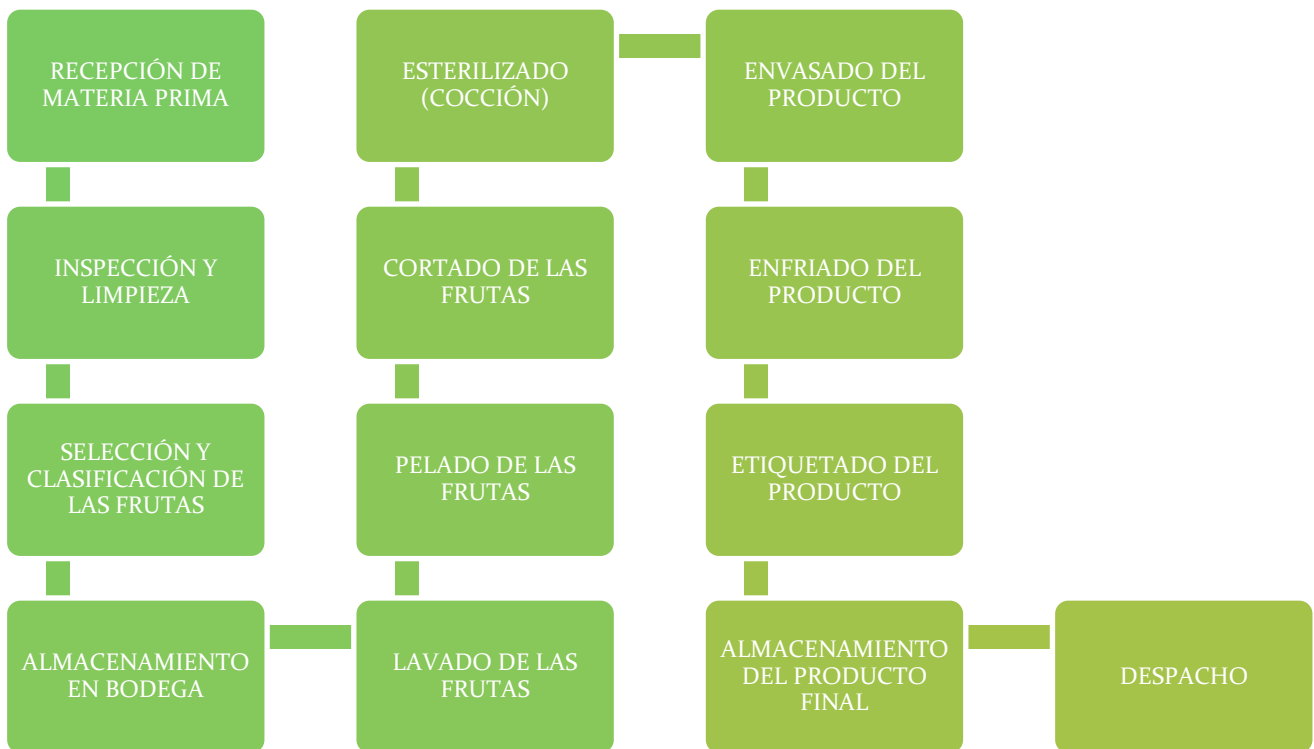 RECEPCIÓN DE
MATERIA PRIMA
INSPECCIÓN Y
LIMPIEZA
SELECCIÓN Y
CLASIFICACIÓN DE
LAS FRUTAS
ALMACENAMIENTO
EN BODEGA
LAVADO DE LAS
FRUTAS
PELADO DE LAS
FRUTAS
CORTADO DE LAS
FRUTAS
ESTERILIZADO
(COCCIÓN)
ENVASADO DEL
PRODUCTO
ENFRIADO DEL
PRODUCTO
ETIQUETADO DEL
PRODUCTO
ALMACENAMIENTO
DEL PRODUCTO
FINAL
DESPACHO